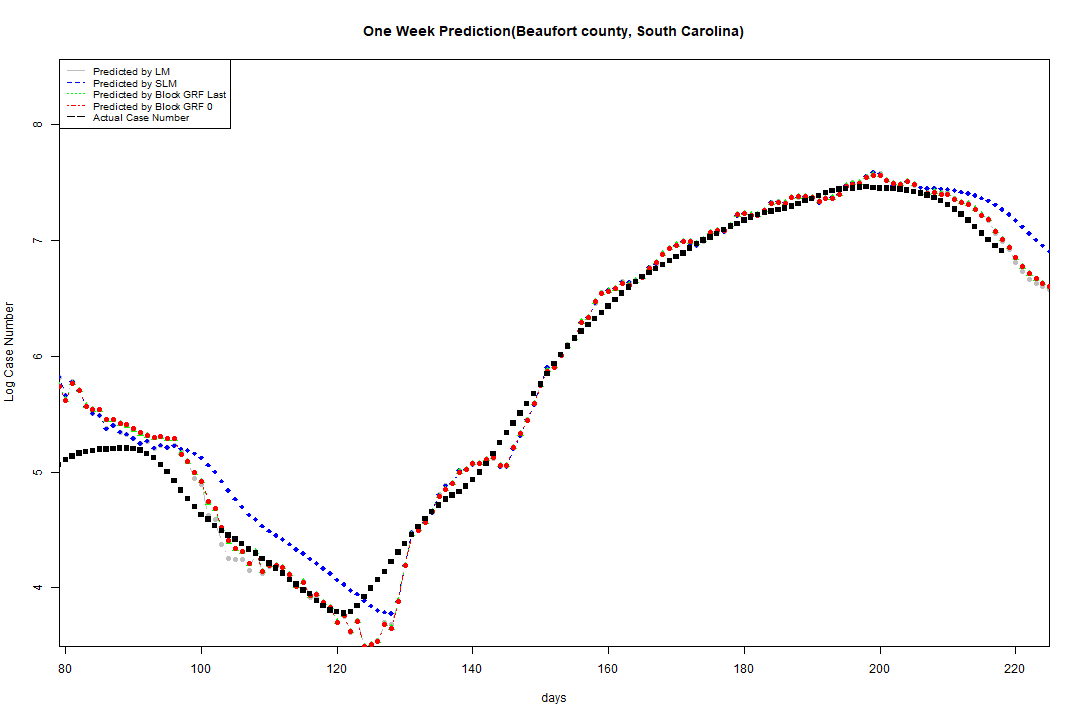 One Week Prediction(Beaufort county, South Carolina)
Predicted by LM
Predicted by SLM
Predicted by Block GRF Last
Predicted by Block GRF 0
Actual Case Number
Log Case Number
8
7
6
5
4
80 100 120 140 160 180 200 220
days